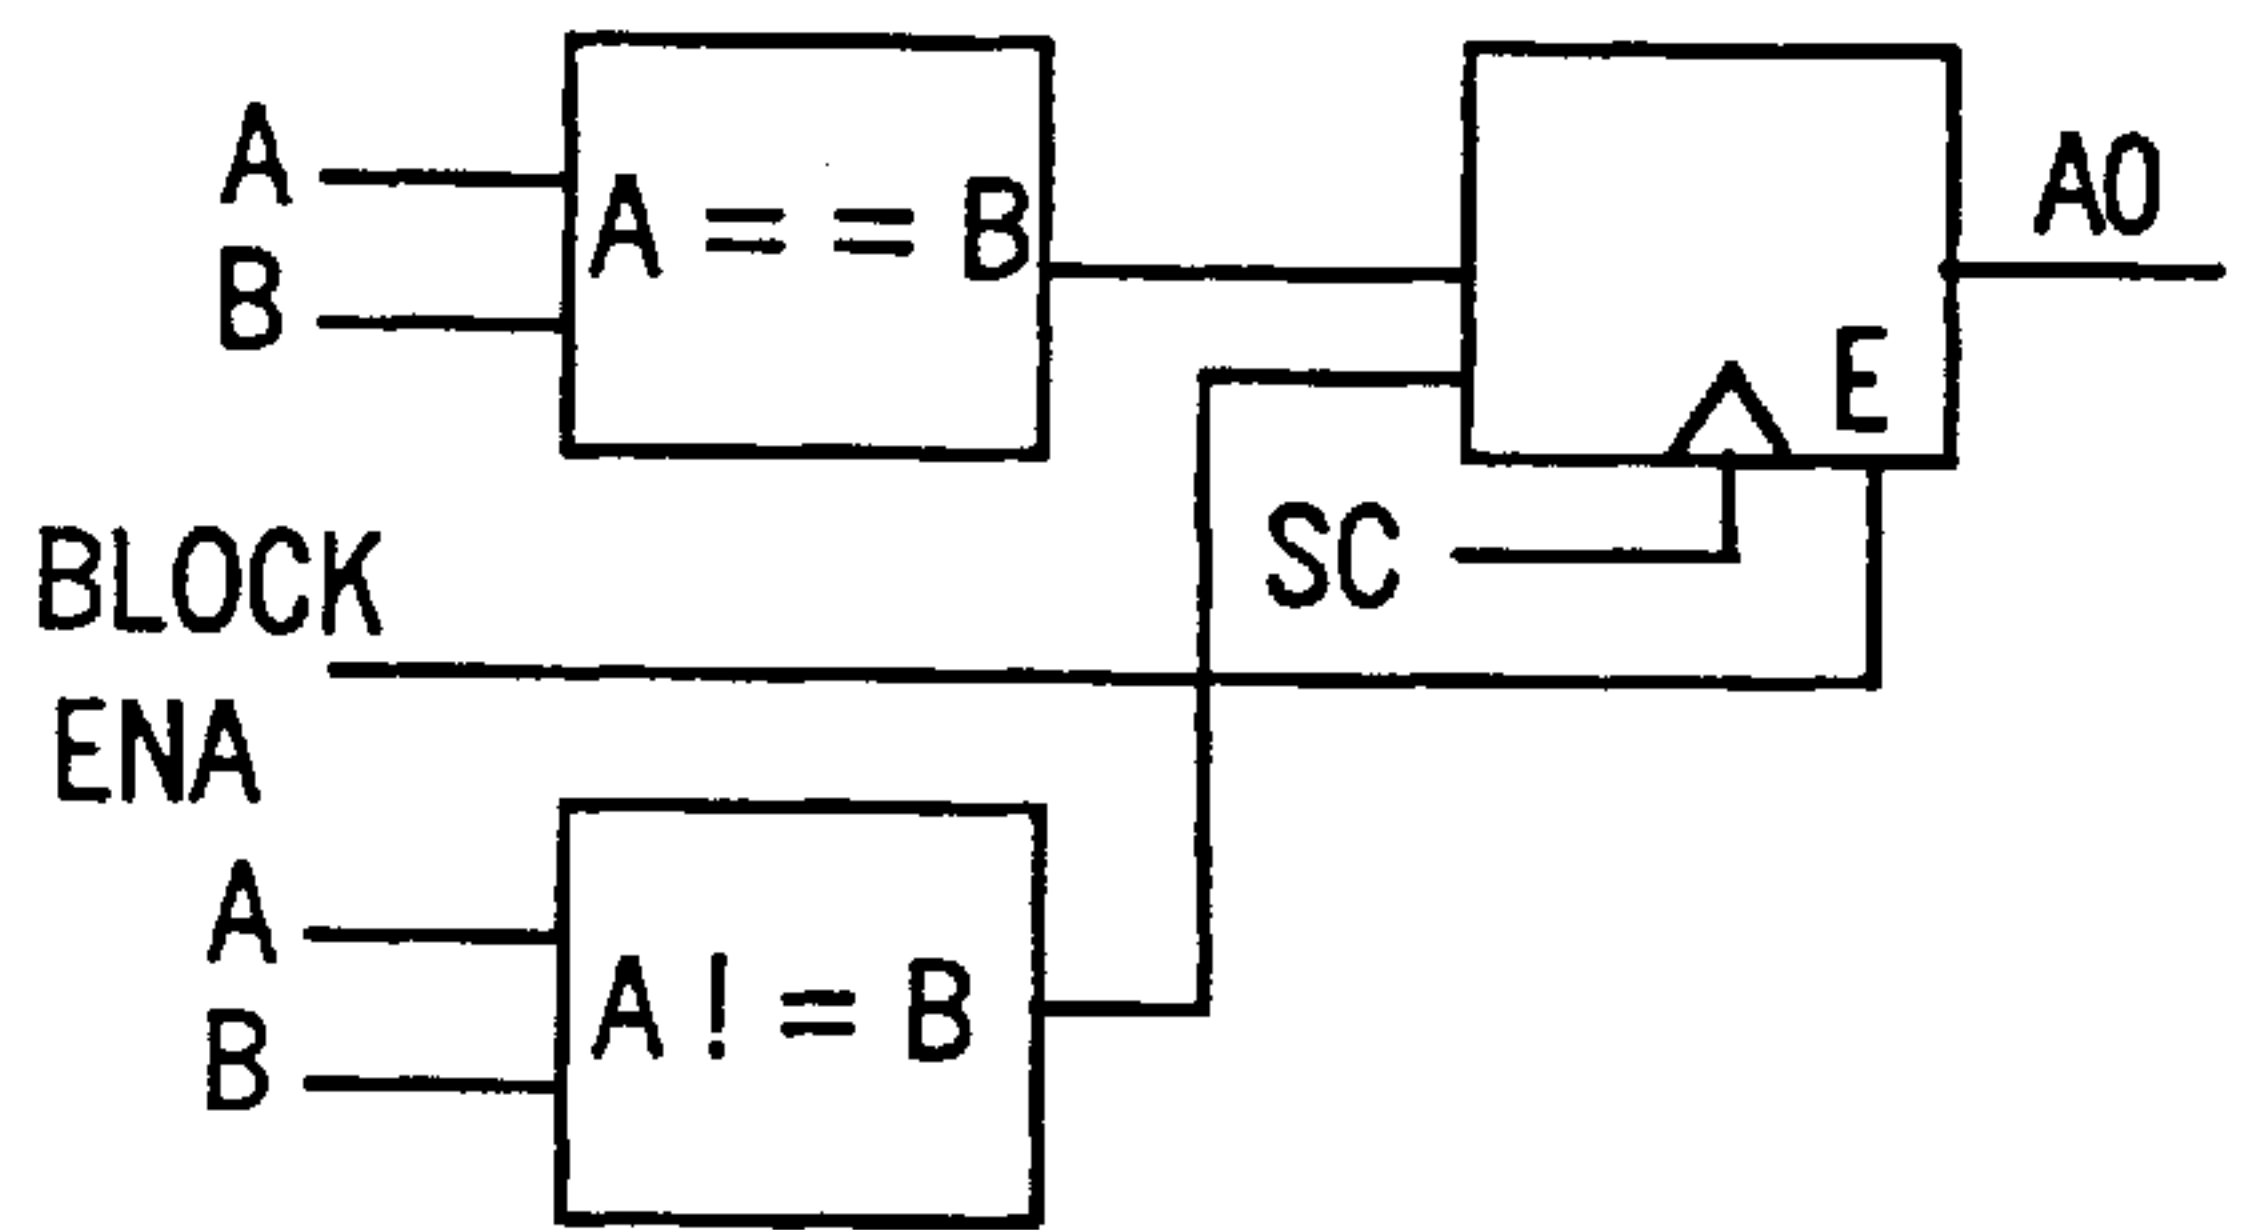 A
B
A = = B
A0
E
SC
BLOCK
ENA
A
B
A ! = B